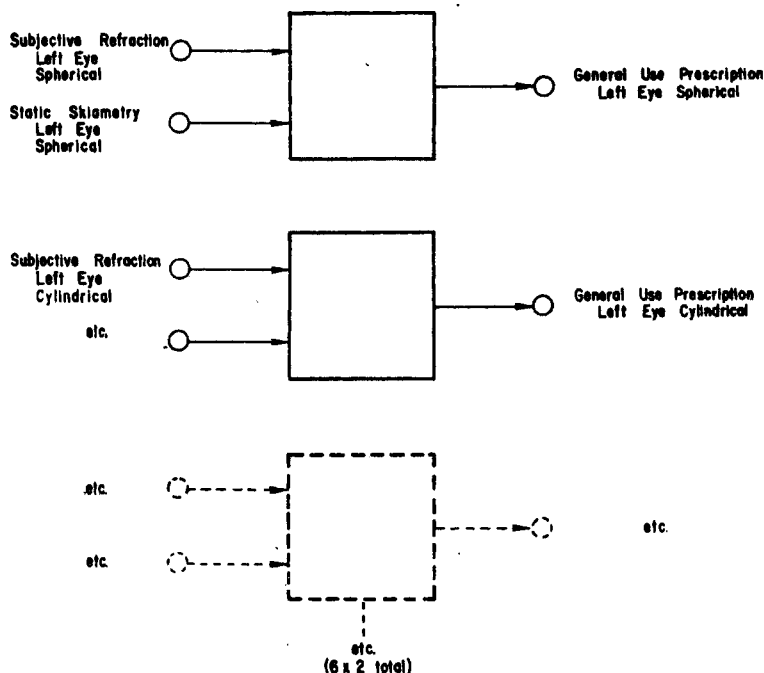 Subjective Refraction
Left Eye
Spherical
General Use Prescription
Left Eye Spherical
Static Skiametry
Left Eye
Spherical
Subjective Refraction
Left Eye
Cylindrical
General Use Prescription
Left Eye Cylindrical
etc.
etc.
etc.
etc.
etc.
(6 x 2 total)